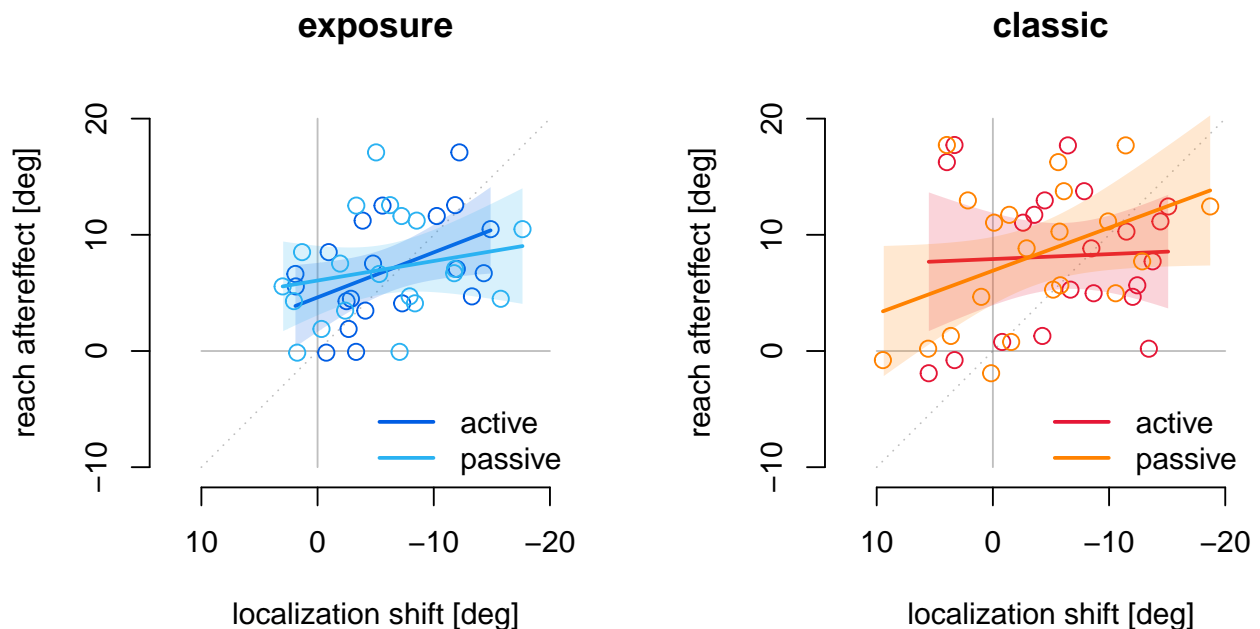 exposure
reach aftereffect [deg]
20
10
0
−10
active
passive
10 0 −10 −20
localization shift [deg]
classic
reach aftereffect [deg]
20
10
0
−10
active
passive
10 0 −10 −20
localization shift [deg]